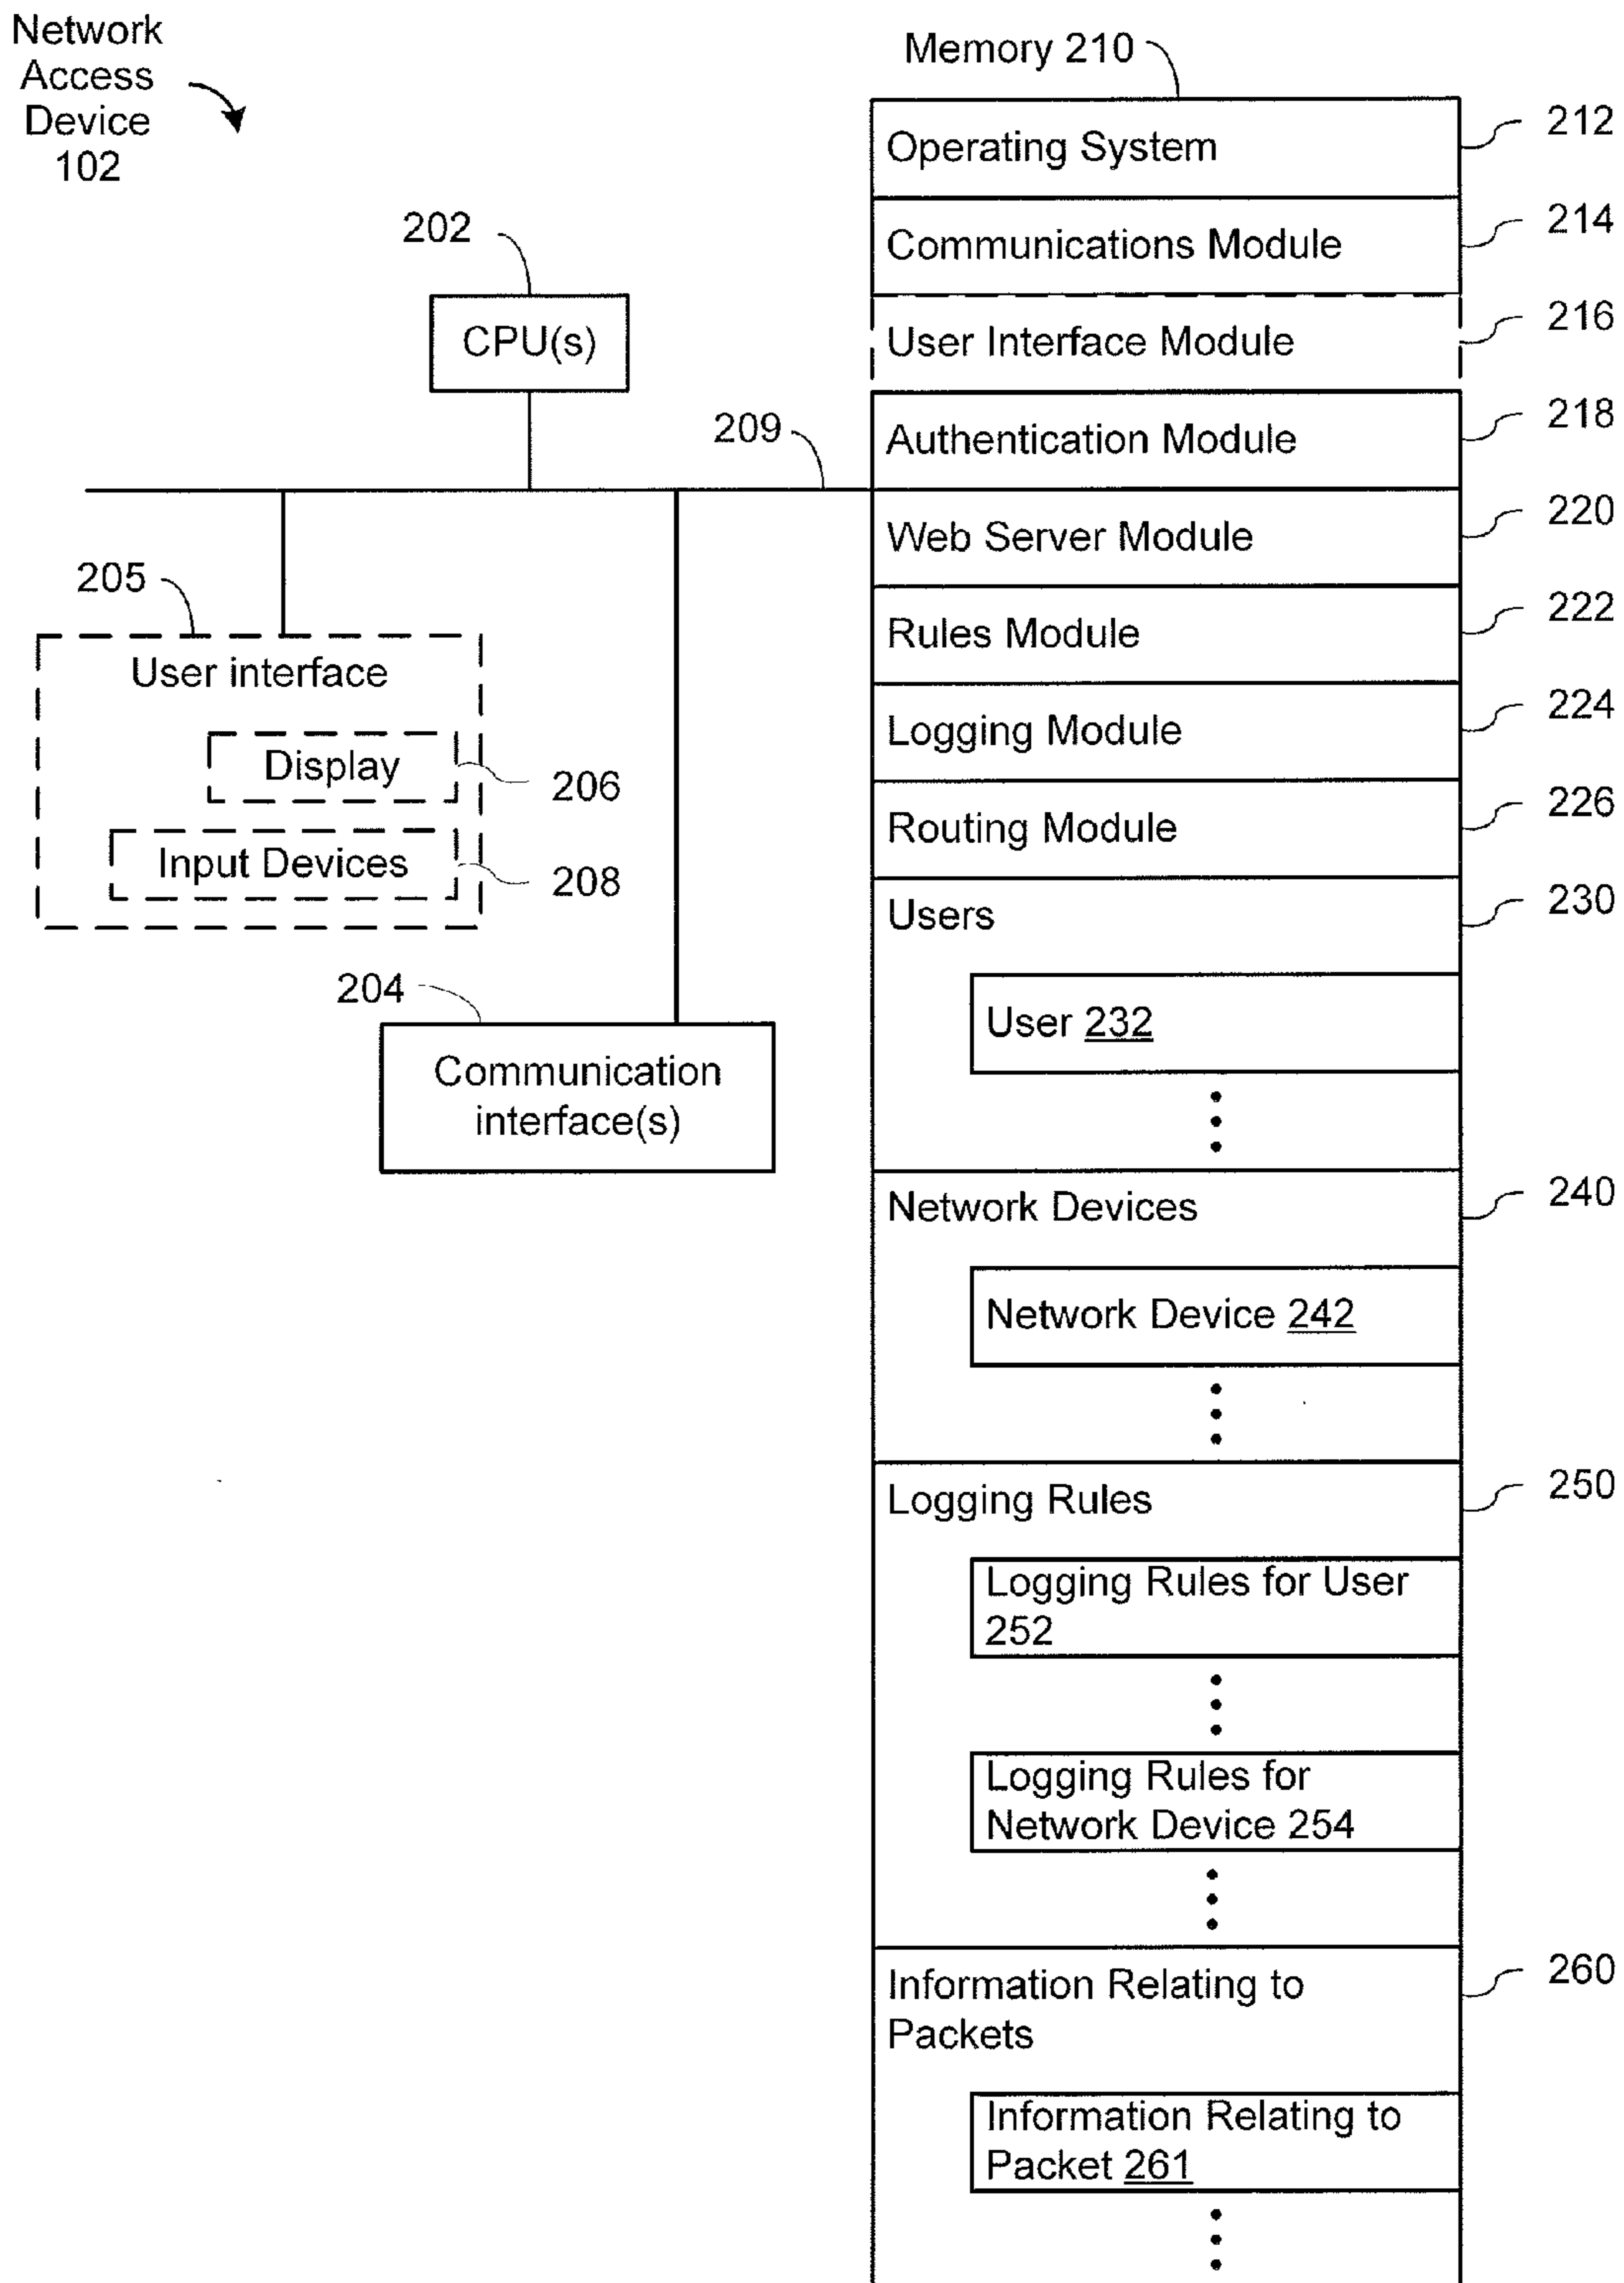 Network
Access
Device
102
Memory 210
Operating System
212
Communications Module
214
User Interface Module
216
Authentication Module
218
Web Server Module
220
Rules Module
222
Logging Module
224
Routing Module
226
Users
230
User 232
Network Devices
240
Network Device 242
Logging Rules
250
Logging Rules for User
252
Logging Rules for
Network Device 254
Information Relating to
Packets
260
Information Relating to
Packet 261
202
CPU(s)
209
205
User interface
Display
206
Input Devices
208
204
Communication
interface(s)